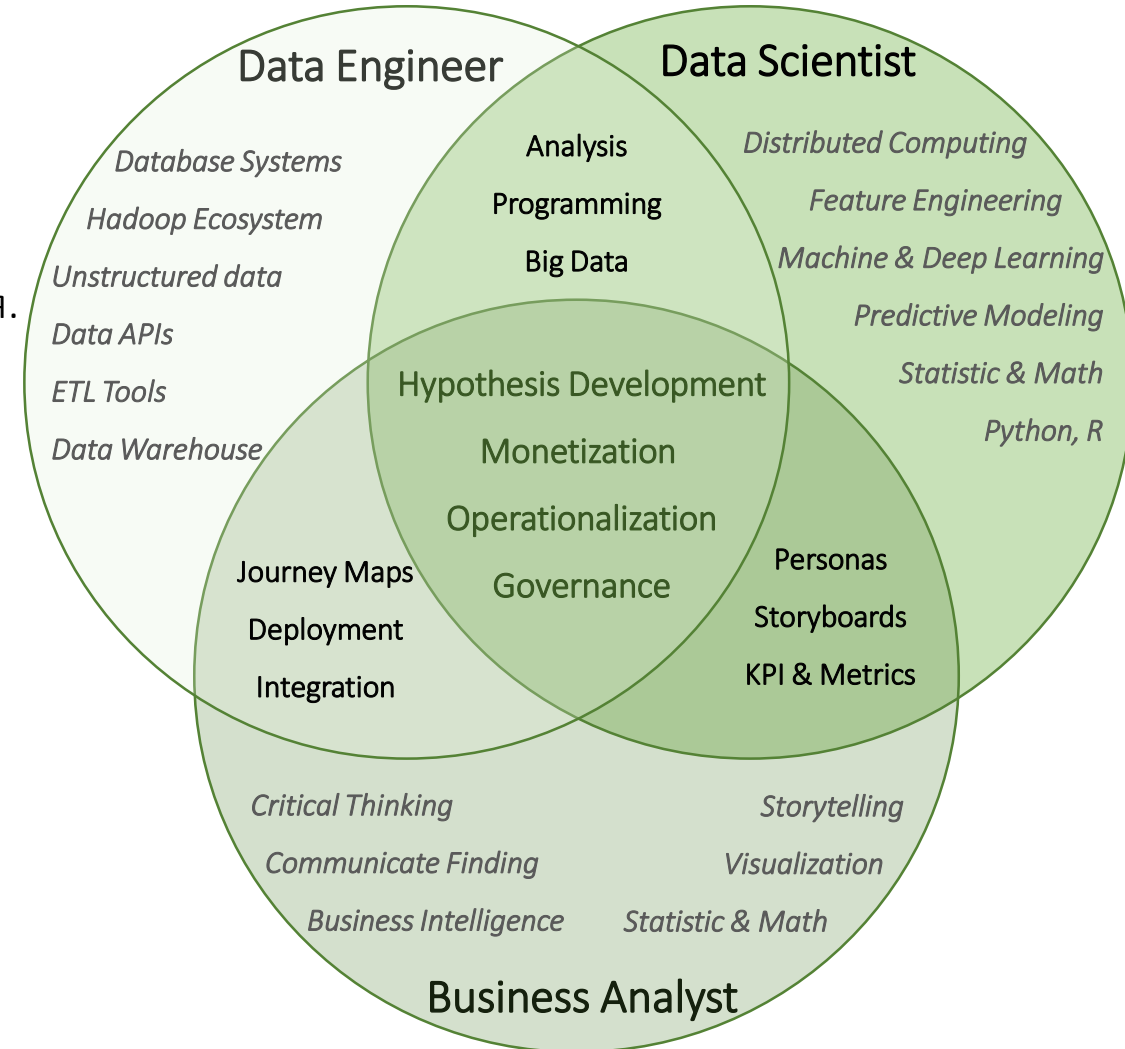 Data Engineer
Data Scientist
Database Systems
Hadoop Ecosystem
Unstructured data
Data APIs
ETL Tools
Data Warehouse
Analysis
Programming
Big Data
Distributed Computing
Feature Engineering
Machine & Deep Learning
Predictive Modeling
Statistic & Math
Python, R
Hypothesis Development
Monetization
Operationalization
Governance
Journey Maps
Deployment
Integration
Personas
Storyboards
KPI & Metrics
Critical Thinking
Communicate Finding
Business Intelligence
Storytelling
Visualization
Statistic & Math
Business Analyst